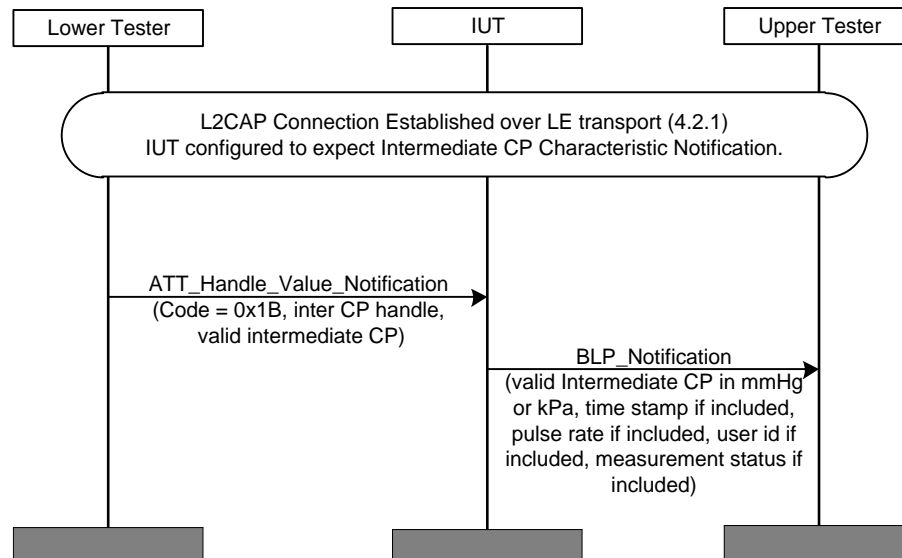 Lower Tester
IUT
Upper Tester
L2CAP Connection Established over LE transport (4.2.1)
IUT configured to expect Intermediate CP Characteristic Notification.
ATT_Handle_Value_Notification
(Code = 0x1B, inter CP handle,
valid intermediate CP)
BLP_Notification
(valid Intermediate CP in mmHg
or kPa, time stamp if included,
pulse rate if included, user id if
included, measurement status if
included)